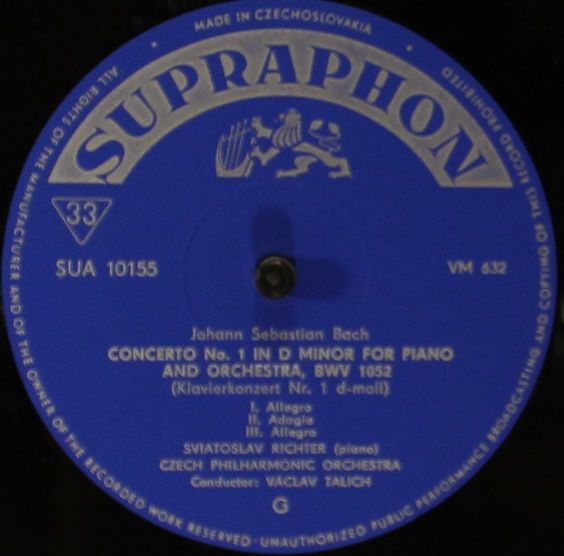 MADE IN CZECHOSLOVAKIA
SUPRAPHON
33
SUA 10155
VM 632
Johann Sebastian Bach
CONCERTO No. 1 IN D MINOR FOR PIANO
AND ORCHESTRA, BWV 1052
(Klavierkonzert Nr. 1 d-moll)
I. Allegro
II. Adagio
III. Allegro
SVIATOSLAV RICHTER (piano)
CZECH PHILHARMONIC ORCHESTRA
Conductor: VÁCLAV TALICH
G
ALL RIGHTS OF THE MANUFACTURER AND OF THE OWNER OF THE RECORDED WORK RESERVED · UNAUTHORIZED PUBLIC PERFORMANCE BROADCASTING AND COPYING OF THIS RECORD PROHIBITED